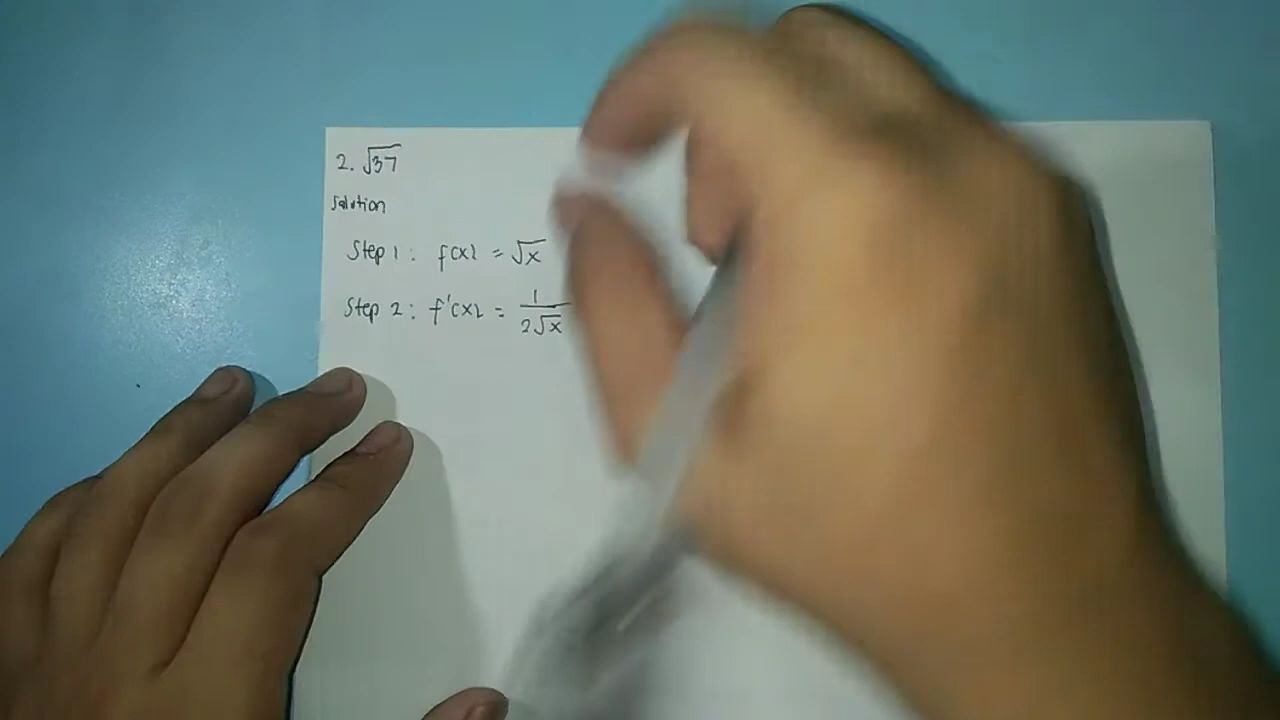 2. √37
Solution
Step 1: f(x) = √x
Step 2: f'(x) = 1/(2√x)